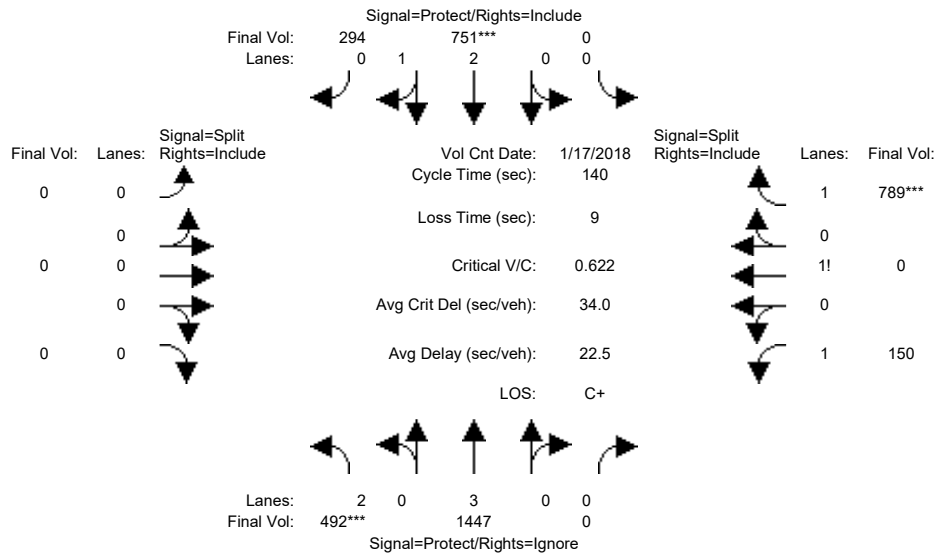 Signal=Protect/Rights=Include
Final Vol: 294 751*** 0
Lanes: 0 1 2 0 0
Signal=Split
Final Vol: Lanes: Rights=Include
Vol Cnt Date: 1/17/2018
Signal=Split
Rights=Include Lanes: Final Vol:
Cycle Time (sec): 140
0 0
1 789***
Loss Time (sec): 9
0
0
0 0
Critical V/C: 0.622
1! 0
0
Avg Crit Del (sec/veh): 34.0
0
0 0
Avg Delay (sec/veh): 22.5
1 150
LOS: C+
Lanes: 2 0 3 0 0
Final Vol: 492*** 1447 0
Signal=Protect/Rights=Ignore